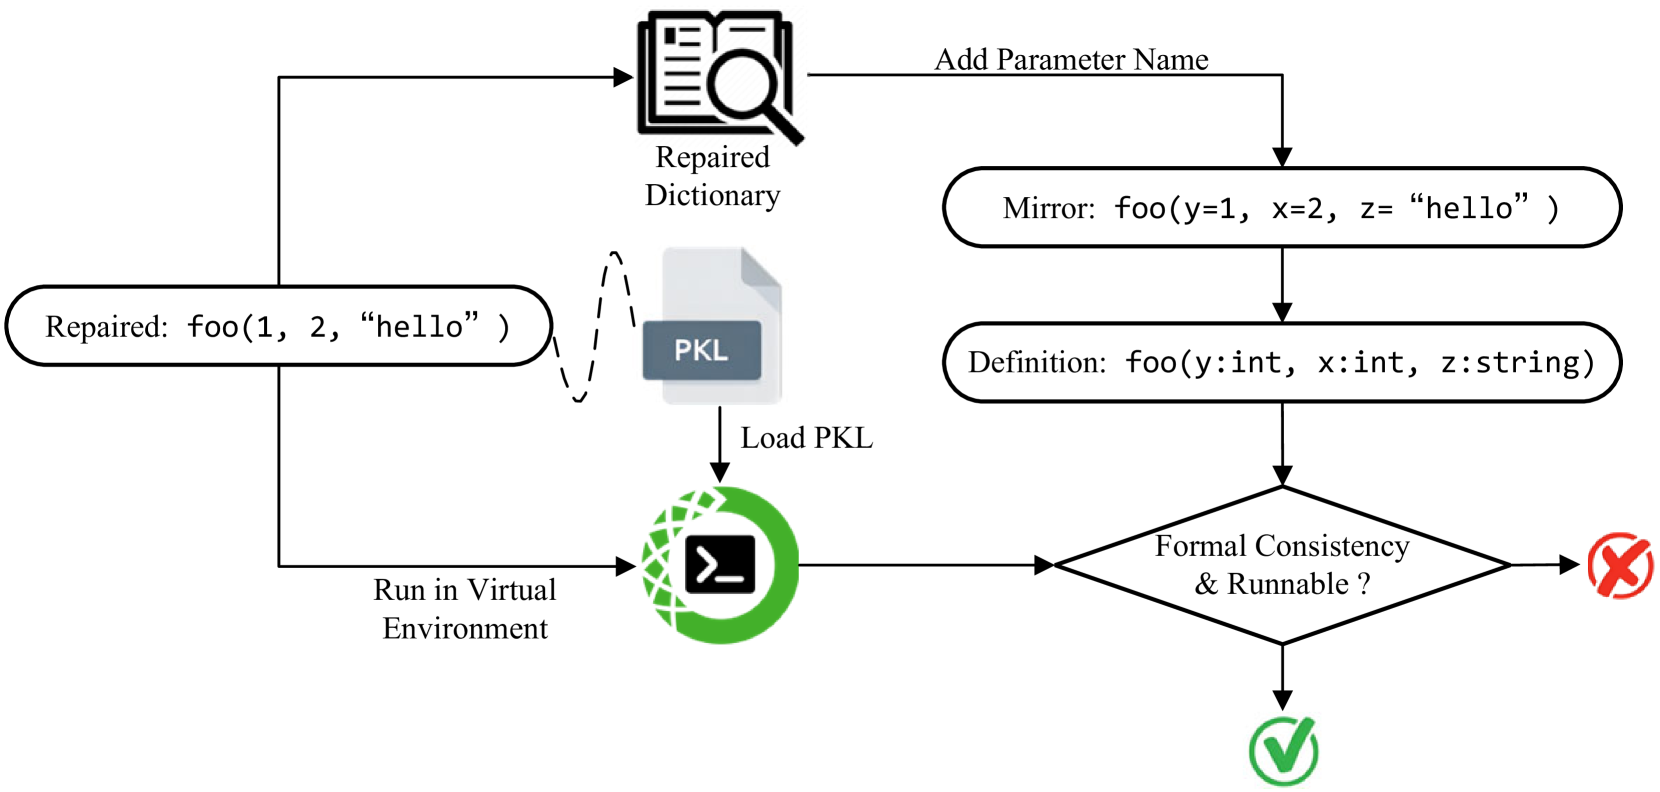 Add Parameter Name
Repaired
Dictionary
Mirror: foo(y=1, x=2, z= “hello” )
Repaired: foo(1, 2, “hello” )
PKL
Definition: foo(y:int, x:int, z:string)
Load PKL
>_
Formal Consistency
& Runnable ?
Run in Virtual
Environment